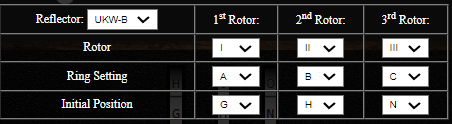 Reflector: UKW-B 1st Rotor: 2nd Rotor: 3rd Rotor:
Rotor I II III
Ring Setting A B C
Initial Position G H N